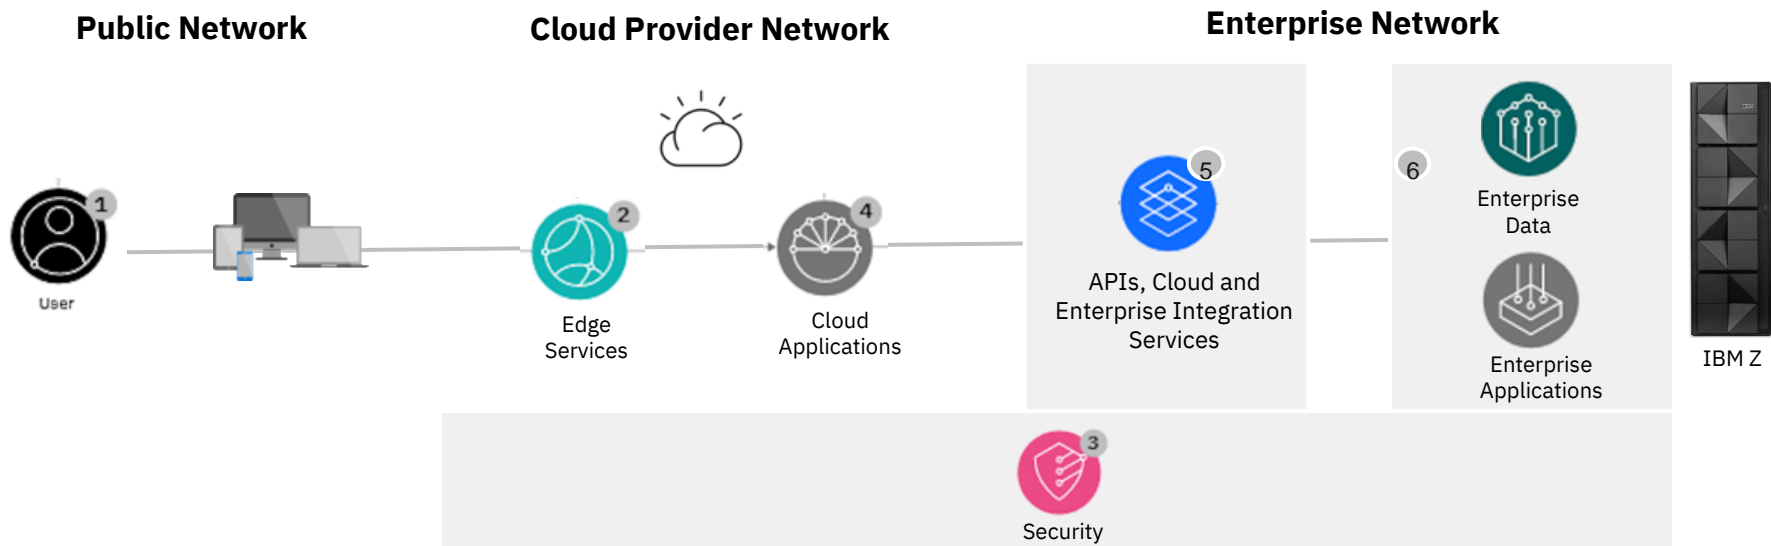 Public Network
Cloud Provider Network
Enterprise Network
1
User
2
Edge
Services
4
Cloud
Applications
5
APIs, Cloud and
Enterprise Integration
Services
6
Enterprise
Data
Enterprise
Applications
IBM Z
3
Security